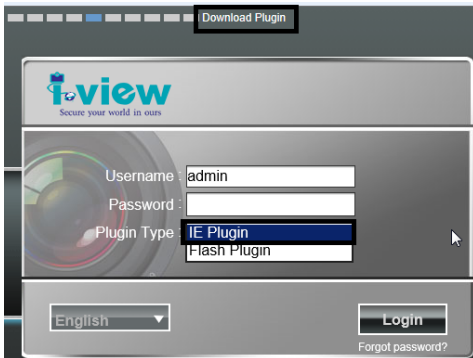 Download Plugin
i-view
Secure your world in ours
Username : admin
Password :
Plugin Type : IE Plugin
Flash Plugin
English
Login
Forgot password?